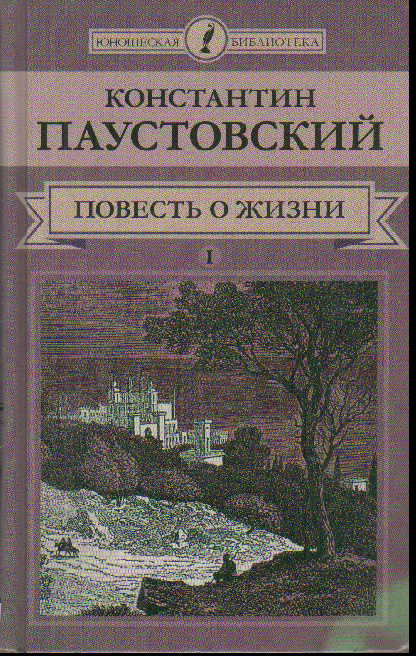 ЮНОШЕСКАЯ БИБЛИОТЕКА
КОНСТАНТИН
ПАУСТОВСКИЙ
ПОВЕСТЬ О ЖИЗНИ
I